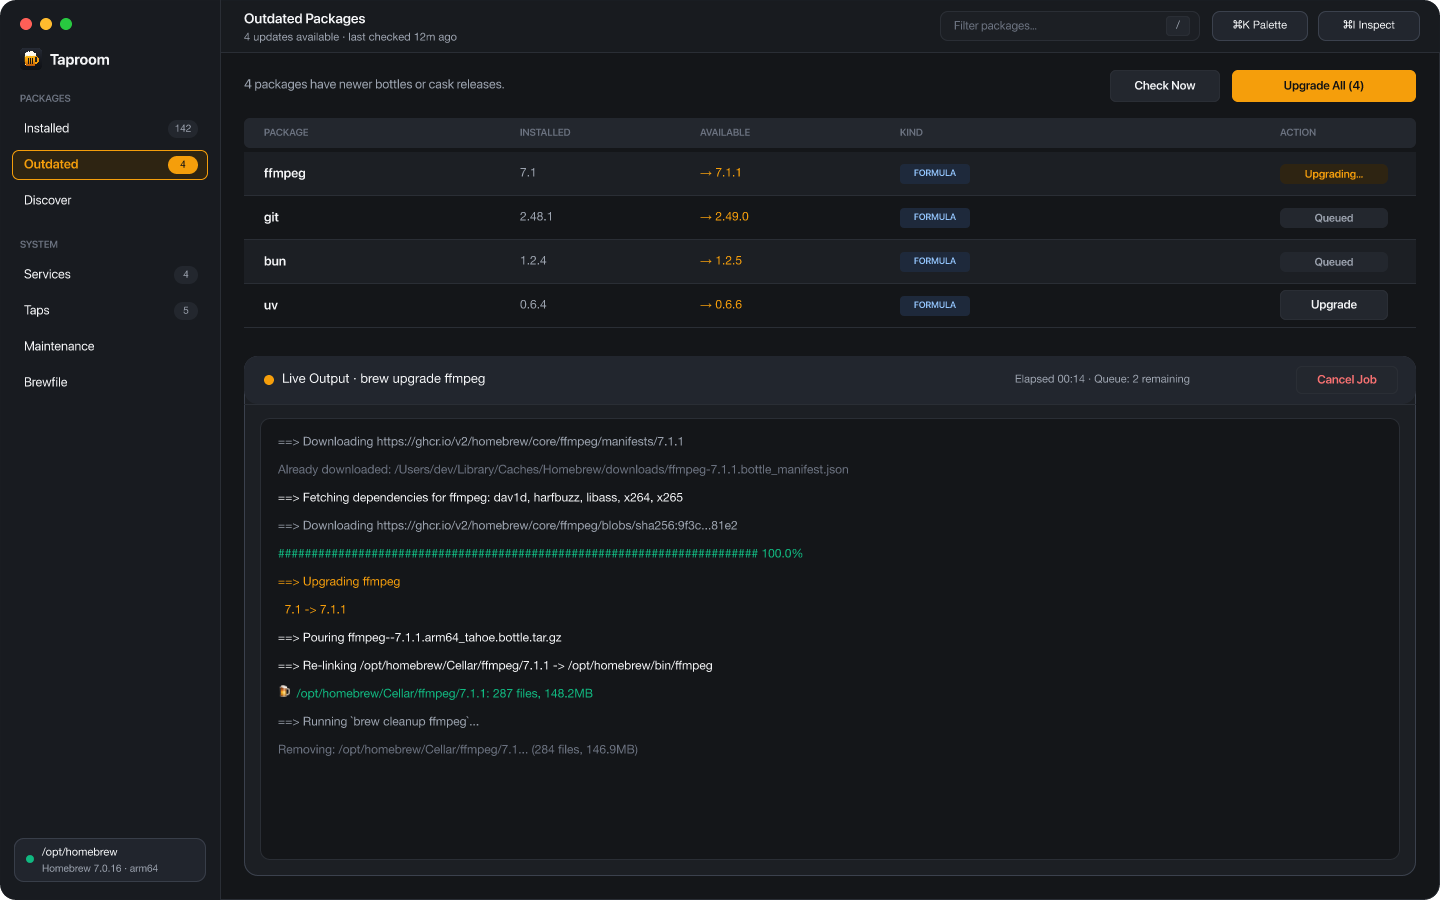 Taproom
PACKAGES
Installed 142
Outdated 4
Discover
SYSTEM
Services 4
Taps 5
Maintenance
Brewfile
/opt/homebrew
Homebrew 7.0.16 · arm64
Outdated Packages
4 updates available · last checked 12m ago
Filter packages... /
⌘K Palette
⌘I Inspect
4 packages have newer bottles or cask releases.
Check Now
Upgrade All (4)
PACKAGE INSTALLED AVAILABLE KIND ACTION
ffmpeg 7.1 → 7.1.1 FORMULA Upgrading...
git 2.48.1 → 2.49.0 FORMULA Queued
bun 1.2.4 → 1.2.5 FORMULA Queued
uv 0.6.4 → 0.6.6 FORMULA Upgrade
Live Output · brew upgrade ffmpeg
Elapsed 00:14 · Queue: 2 remaining
Cancel Job
==> Downloading https://ghcr.io/v2/homebrew/core/ffmpeg/manifests/7.1.1
Already downloaded: /Users/dev/Library/Caches/Homebrew/downloads/ffmpeg-7.1.1.bottle_manifest.json
==> Fetching dependencies for ffmpeg: dav1d, harfbuzz, libass, x264, x265
==> Downloading https://ghcr.io/v2/homebrew/core/ffmpeg/blobs/sha256:9f3c...81e2
######################################################################## 100.0%
==> Upgrading ffmpeg
7.1 -> 7.1.1
==> Pouring ffmpeg--7.1.1.arm64_tahoe.bottle.tar.gz
==> Re-linking /opt/homebrew/Cellar/ffmpeg/7.1.1 -> /opt/homebrew/bin/ffmpeg
🍺 /opt/homebrew/Cellar/ffmpeg/7.1.1: 287 files, 148.2MB
==> Running `brew cleanup ffmpeg`...
Removing: /opt/homebrew/Cellar/ffmpeg/7.1... (284 files, 146.9MB)